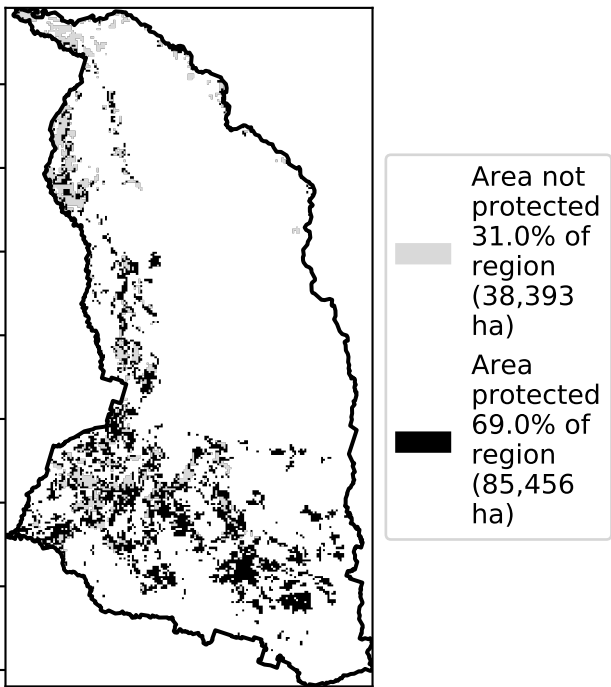 Area not
protected
31.0% of
region
(38,393
ha)
Area
protected
69.0% of
region
(85,456
ha)